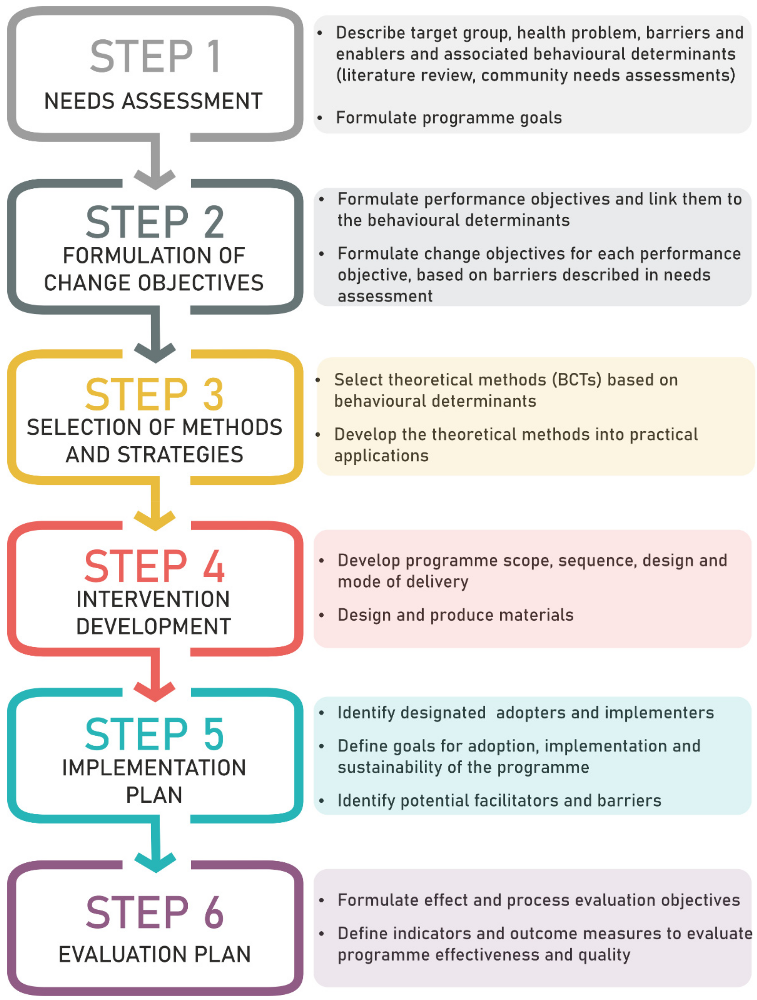 STEP 1
NEEDS ASSESSMENT
• Describe target group, health problem, barriers and
enablers and associated behavioural determinants
(literature review, community needs assessments)
• Formulate programme goals
STEP 2
FORMULATION OF
CHANGE OBJECTIVES
• Formulate performance objectives and link them to
the behavioural determinants
• Formulate change objectives for each performance
objective, based on barriers described in needs
assessment
STEP 3
SELECTION OF METHODS
AND STRATEGIES
• Select theoretical methods (BCTs) based on
behavioural determinants
• Develop the theoretical methods into practical
applications
STEP 4
INTERVENTION
DEVELOPMENT
• Develop programme scope, sequence, design and
mode of delivery
• Design and produce materials
STEP 5
IMPLEMENTATION
PLAN
• Identify designated adopters and implementers
• Define goals for adoption, implementation and
sustainability of the programme
• Identify potential facilitators and barriers
STEP 6
EVALUATION PLAN
• Formulate effect and process evaluation objectives
• Define indicators and outcome measures to evaluate
programme effectiveness and quality